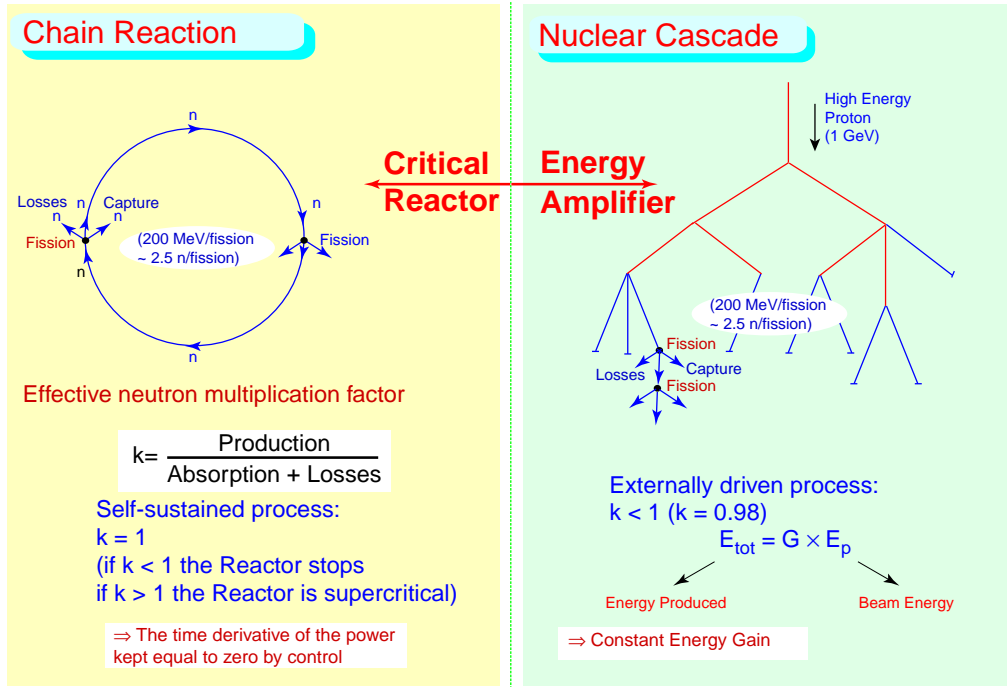 Chain Reaction
n
n
Losses
n
n
Capture
n
Fission
(200 MeV/fission
~ 2.5 n/fission)
Fission
n
n
Effective neutron multiplication factor
k= Production
Absorption + Losses
Self-sustained process:
k = 1
(if k < 1 the Reactor stops
if k > 1 the Reactor is supercritical)
⇒ The time derivative of the power
kept equal to zero by control
Critical
Reactor
Energy
Amplifier
Nuclear Cascade
High Energy
Proton
(1 GeV)
(200 MeV/fission
~ 2.5 n/fission)
Fission
Losses
Capture
Fission
Externally driven process:
k < 1 (k = 0.98)
E_tot = G × E_p
Energy Produced
Beam Energy
⇒ Constant Energy Gain